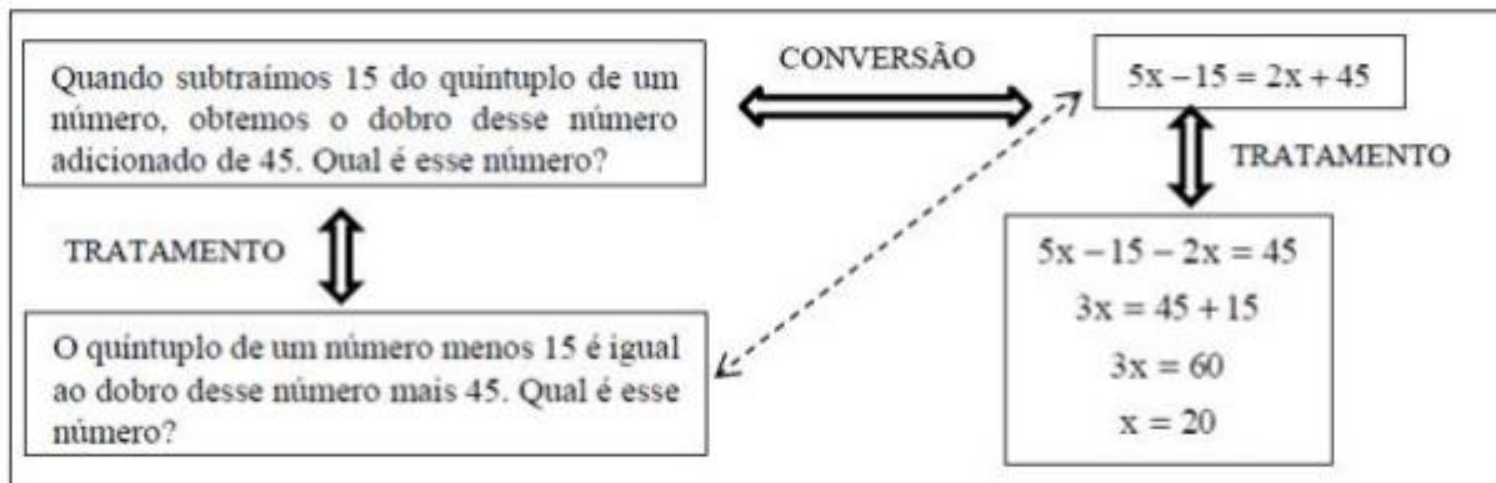 Quando subtraímos 15 do quíntuplo de um
número, obtemos o dobro desse número
adicionado de 45. Qual é esse número?
CONVERSÃO
5x – 15 = 2x + 45
TRATAMENTO
TRATAMENTO
O quíntuplo de um número menos 15 é igual
ao dobro desse número mais 45. Qual é esse
número?
5x – 15 – 2x = 45
3x = 45 + 15
3x = 60
x = 20